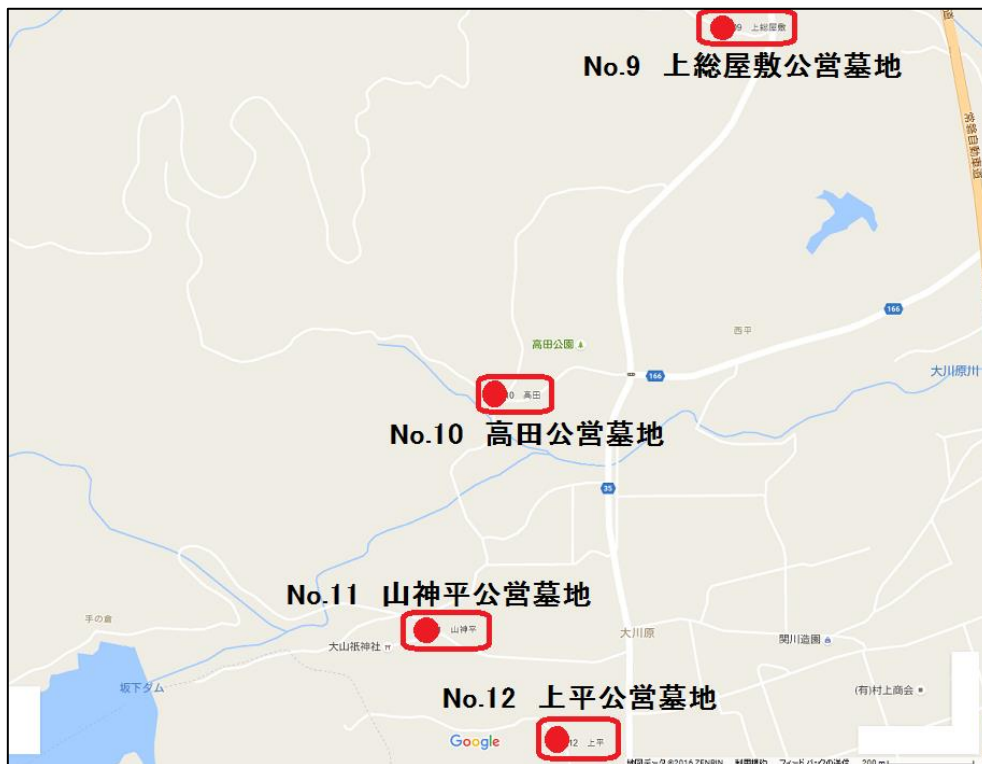 09 上総屋敷
No.9 上総屋敷公営墓地
常磐自動車道
道
166
西平
高田公園
166
大川原川
10 高田
No.10 高田公営墓地
35
No.11 山神平公営墓地
手の倉
山神平
大川原
大山祇神社
関川造園
坂下ダム
No.12 上平公営墓地
(有)村上商会
Google
12 上平
地図データ ©2016 ZENRIN 利用規約 フィードバックの送信 200 m